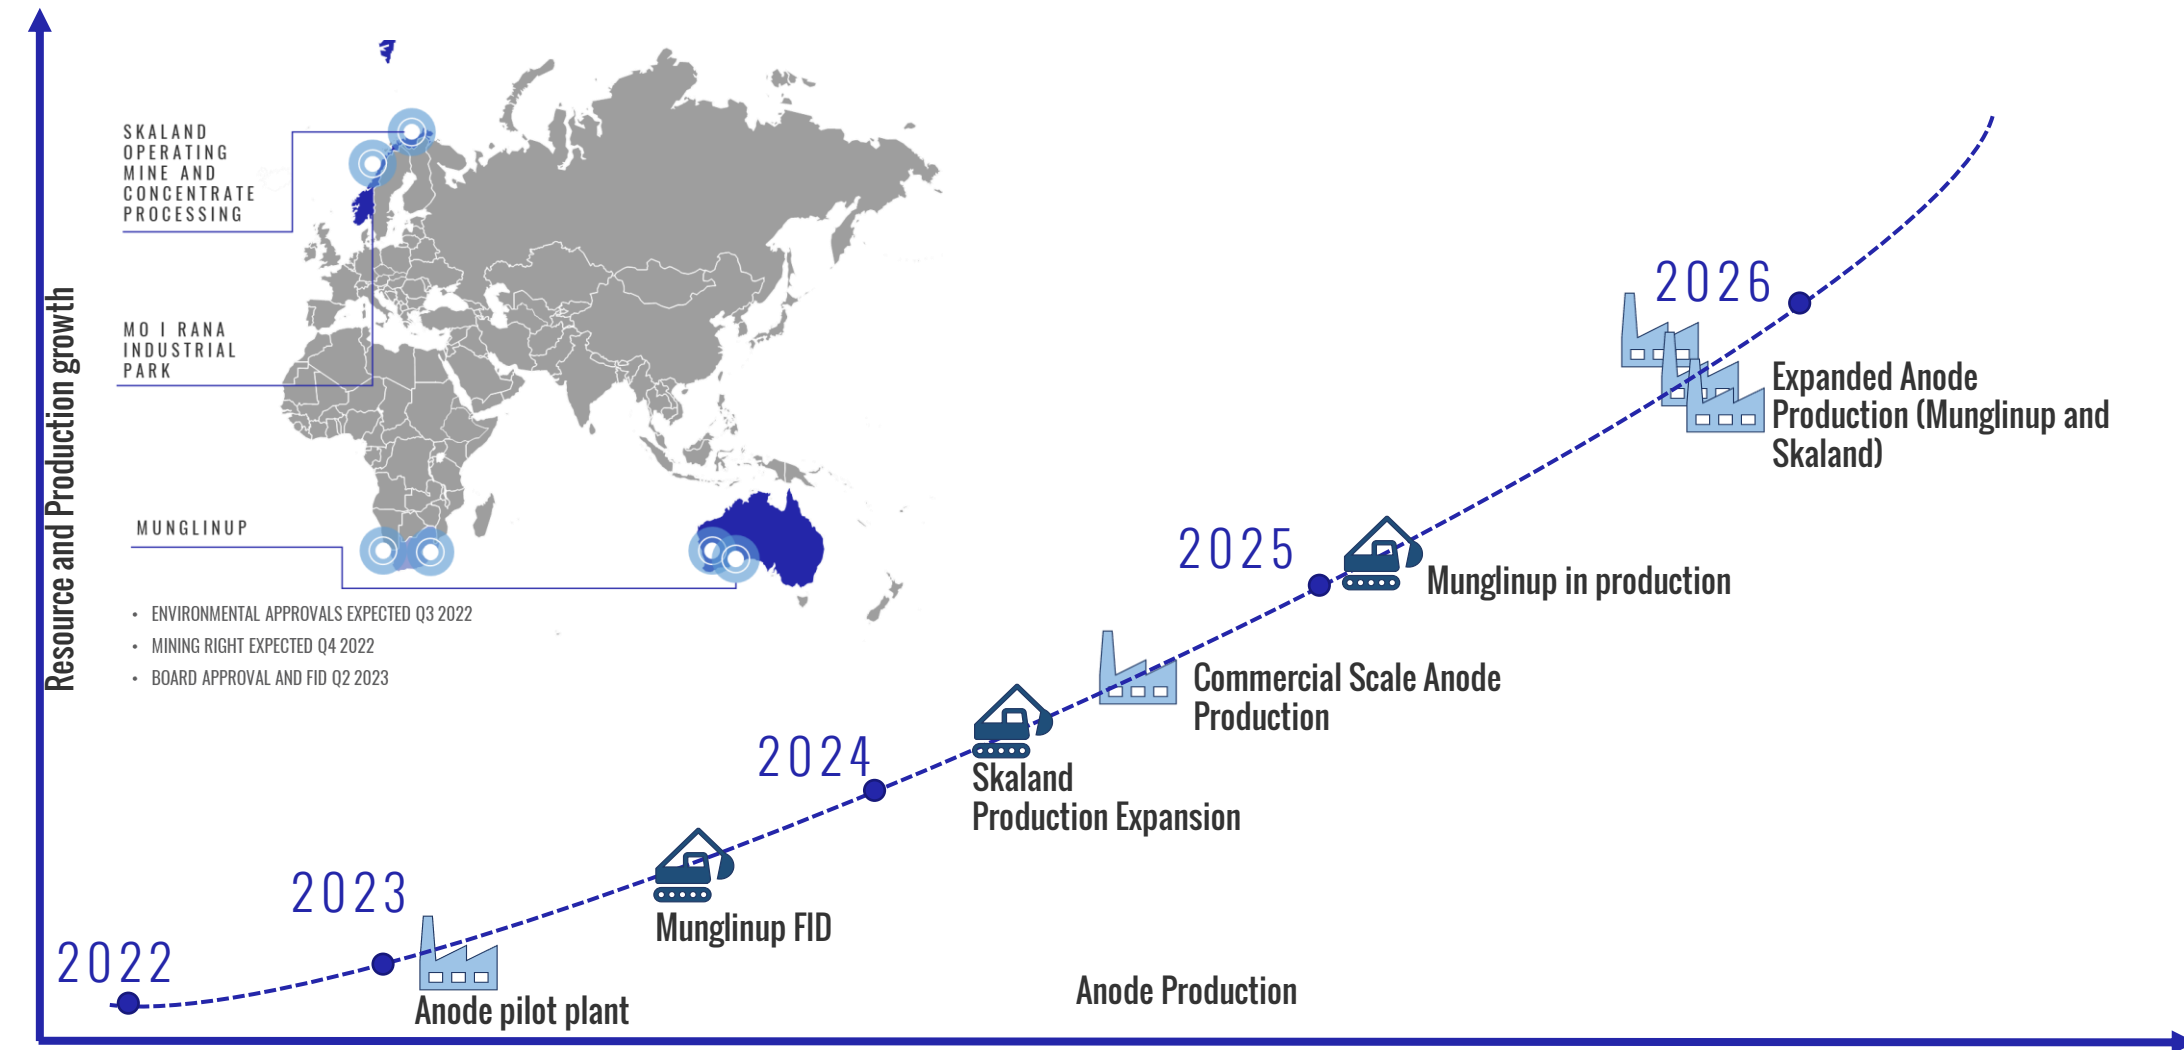 SKALAND
OPERATING
MINE AND
CONCENTRATE
PROCESSING
MO I RANA
INDUSTRIAL
PARK
MUNGLINUP
• ENVIRONMENTAL APPROVALS EXPECTED Q3 2022
• MINING RIGHT EXPECTED Q4 2022
• BOARD APPROVAL AND FID Q2 2023
Resource and Production growth
2022
2023
Anode pilot plant
Munglinup FID
2024
Skaland
Production Expansion
Commercial Scale Anode
Production
2025
Munglinup in production
2026
Expanded Anode
Production (Munglinup and
Skaland)
Anode Production